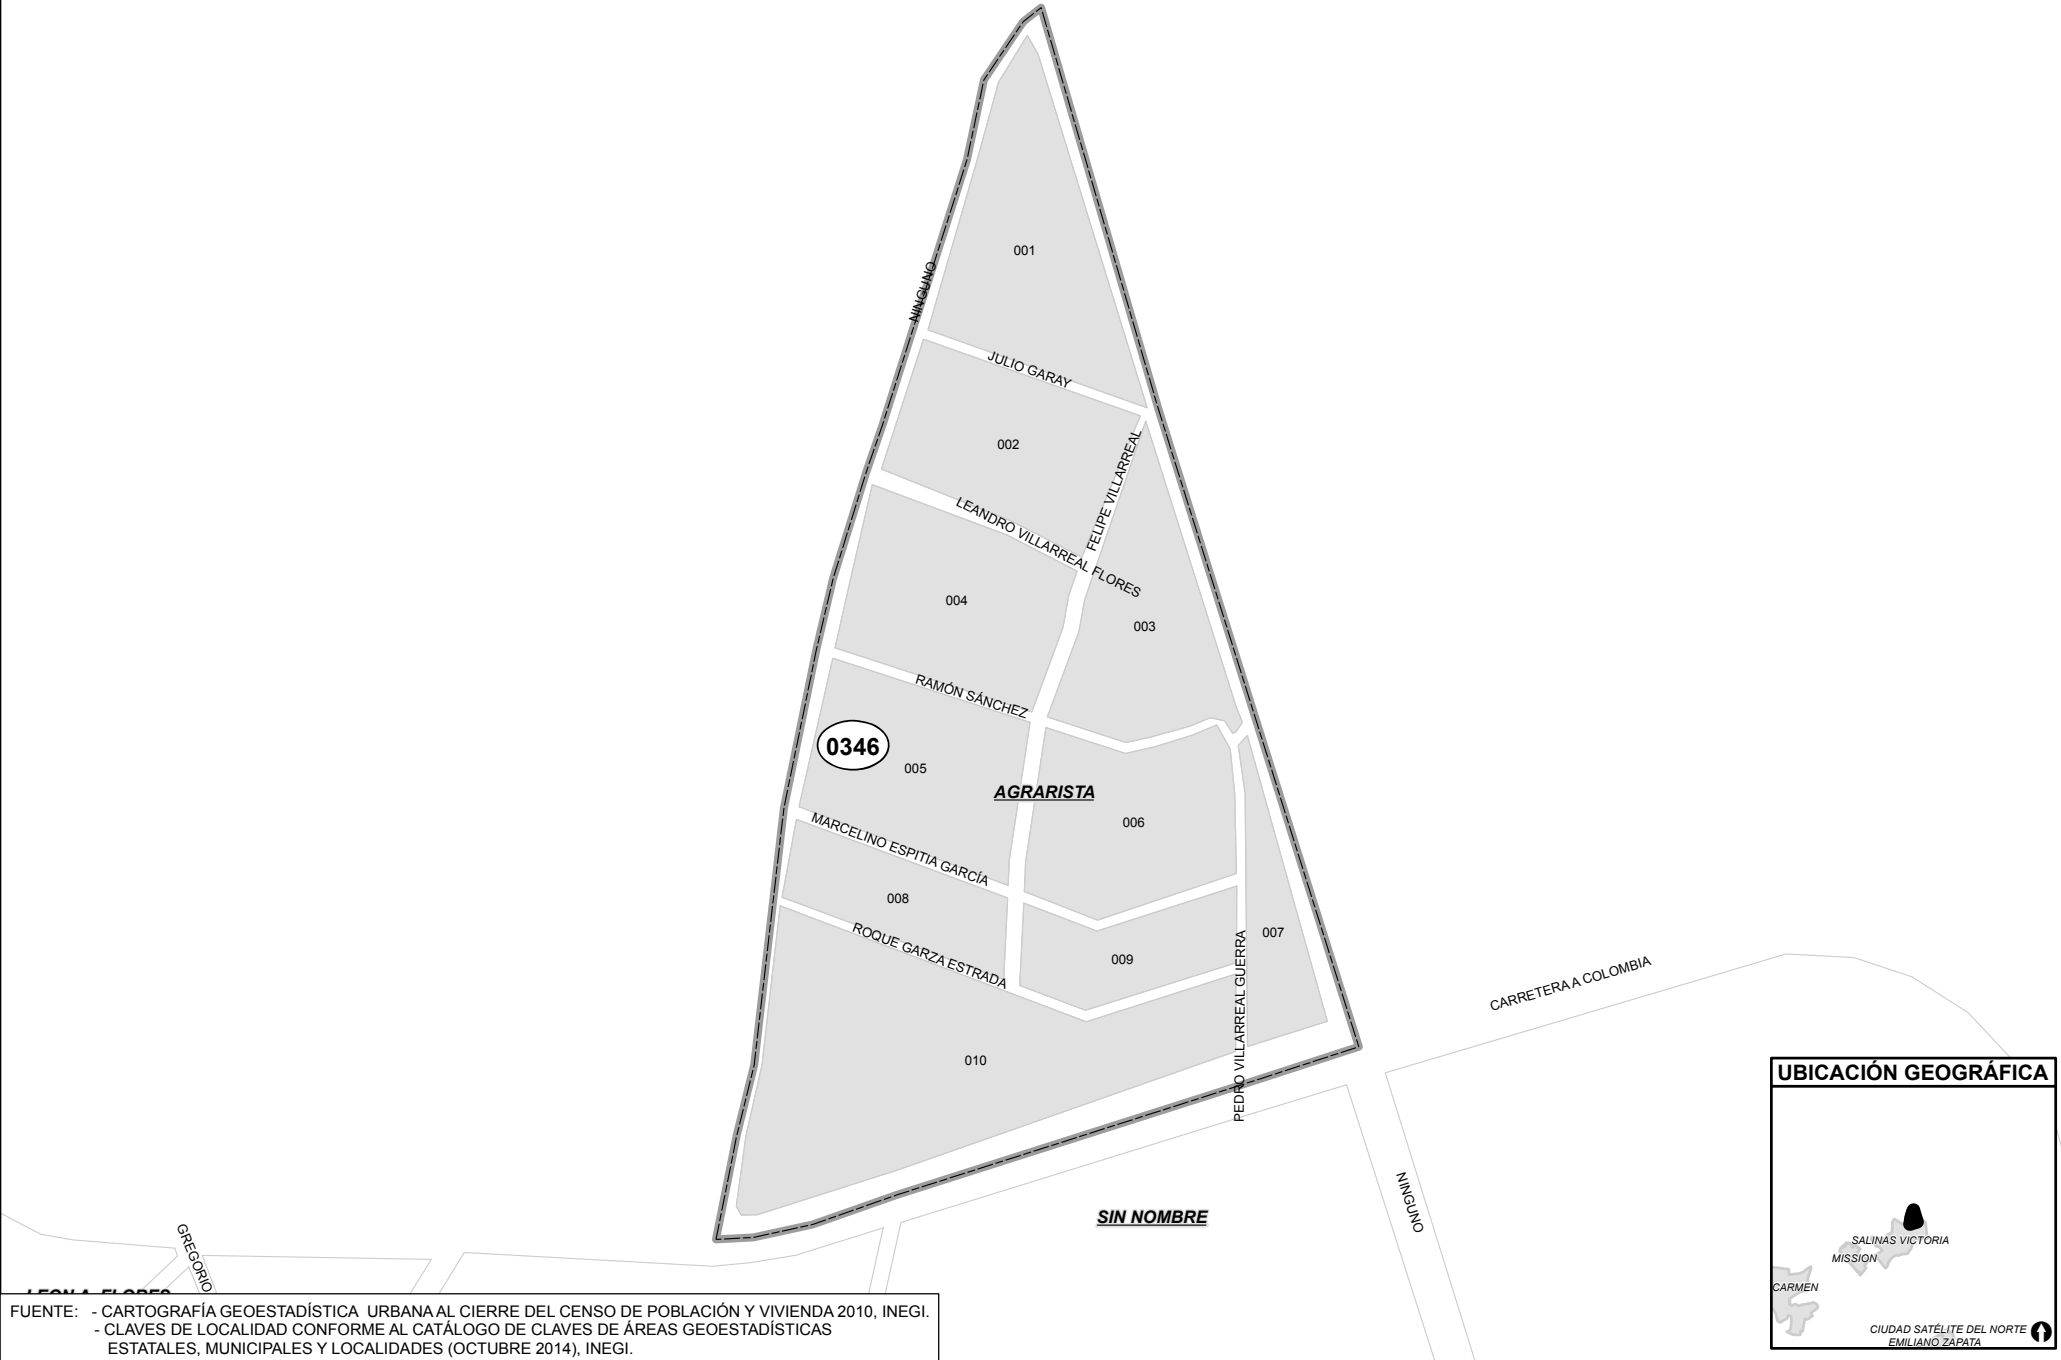 001
NINGUNO
JULIO GARAY
002
FELIPE VILLARREAL
LEANDRO VILLARREAL FLORES
004
003
RAMÓN SÁNCHEZ
0346
005
AGRARISTA
006
MARCELINO ESPITIA GARCÍA
008
007
ROQUE GARZA ESTRADA
009
PEDRO VILLARREAL GUERRA
CARRETERA A COLOMBIA
010
NINGUNO
SIN NOMBRE
GREGORIO
LEON A. FLORES
UBICACIÓN GEOGRÁFICA
SALINAS VICTORIA
MISSION
CARMEN
CIUDAD SATÉLITE DEL NORTE
EMILIANO ZAPATA
FUENTE: - CARTOGRAFÍA GEOESTADÍSTICA URBANA AL CIERRE DEL CENSO DE POBLACIÓN Y VIVIENDA 2010, INEGI.
- CLAVES DE LOCALIDAD CONFORME AL CATÁLOGO DE CLAVES DE ÁREAS GEOESTADÍSTICAS
ESTATALES, MUNICIPALES Y LOCALIDADES (OCTUBRE 2014), INEGI.